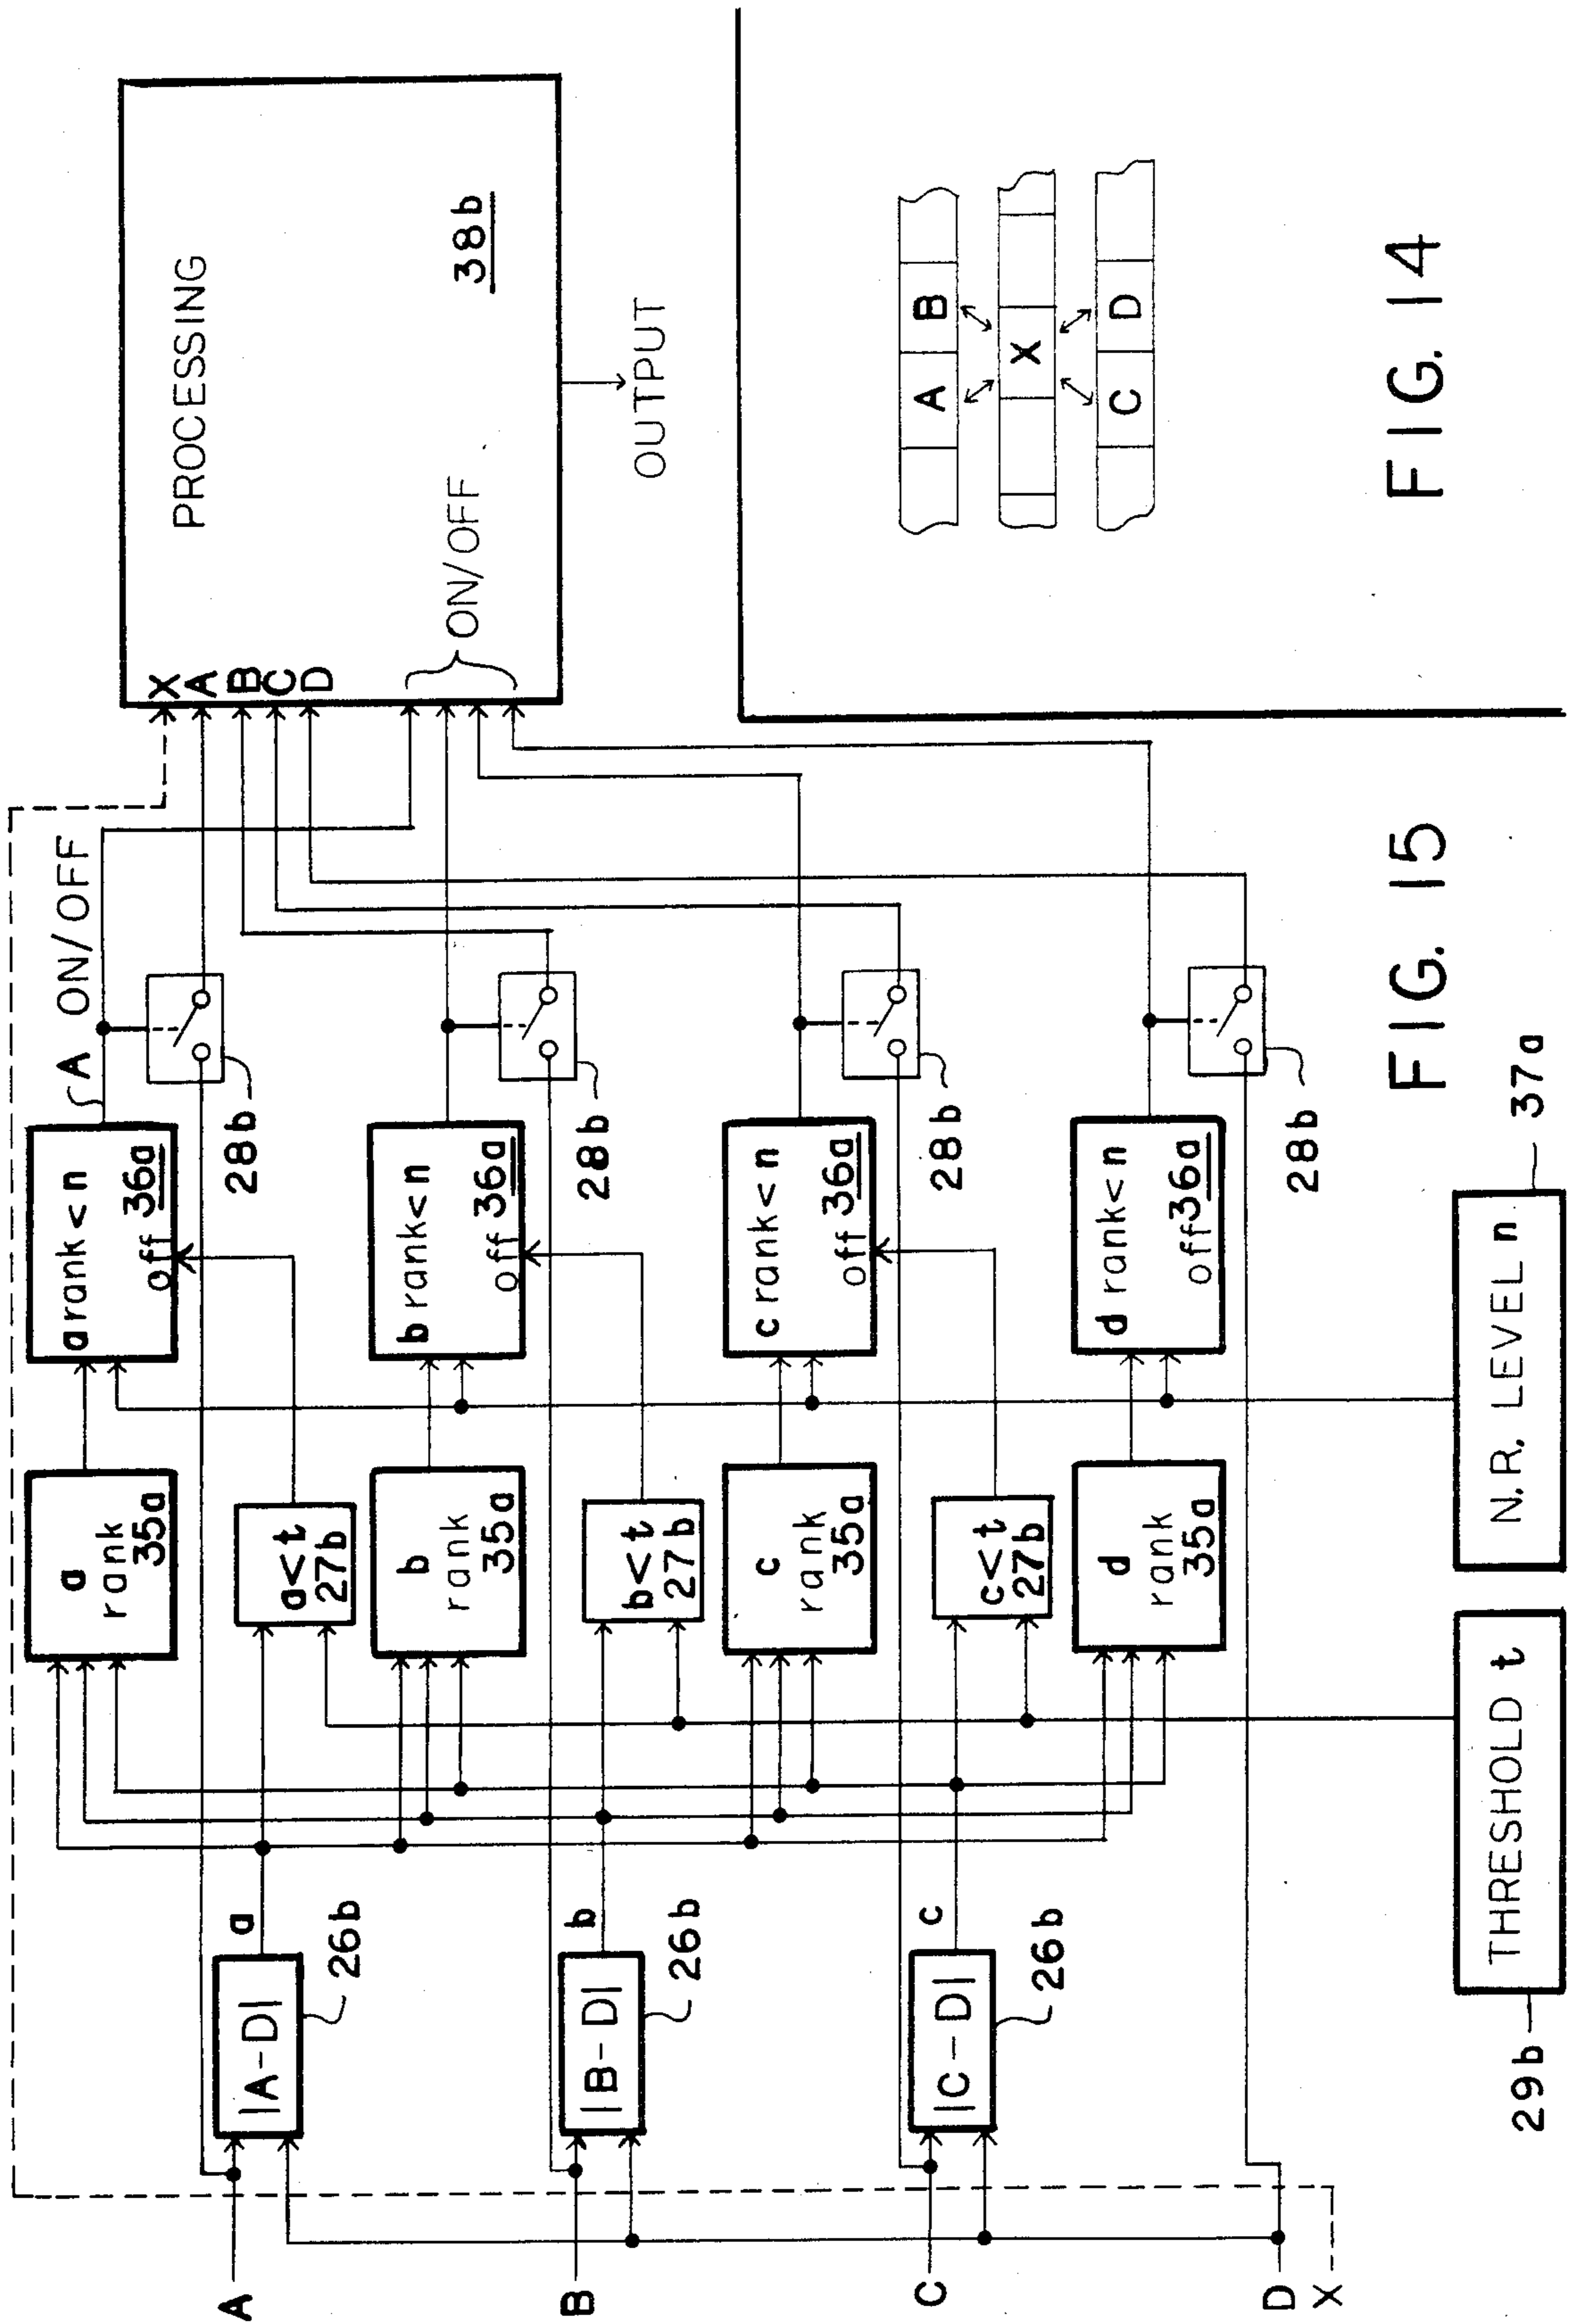 PROCESSING
38b
X
A
B
C
D
ON/OFF
OUTPUT
A ON/OFF
a rank < n
off 36a
28b
b rank < n
off 36a
28b
c rank < n
off 36a
28b
d rank < n
off 36a
28b
a
rank
35a
a < t
27b
b
rank
35a
b < t
27b
c
rank
35a
c < t
27b
d
rank
35a
a
b
c
|A-D|
26b
|B-D|
26b
|C-D|
26b
A
B
C
D
X
THRESHOLD t
29b
N.R. LEVEL n
37a
FIG. 15
A B
X
C D
FIG. 14